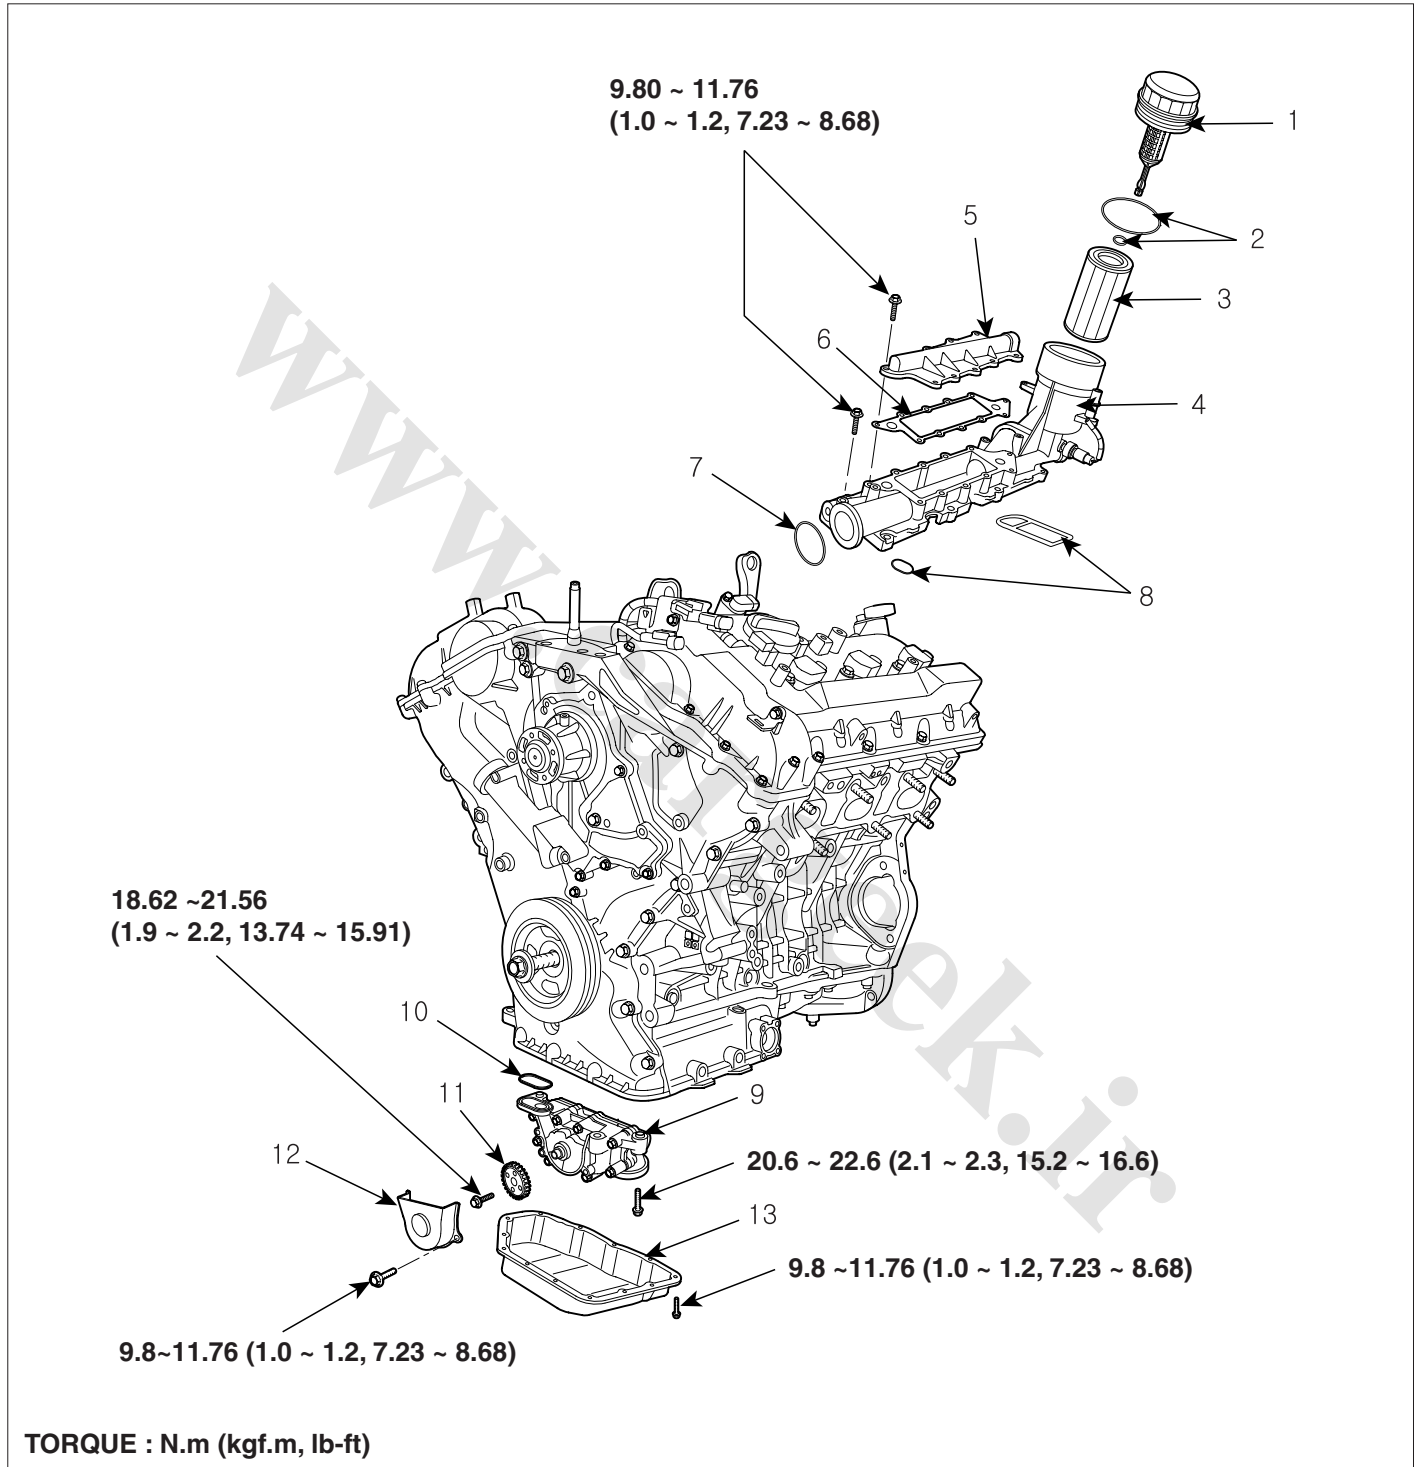 9.80 ~ 11.76
(1.0 ~ 1.2, 7.23 ~ 8.68)
1
5
2
3
6
4
7
8
18.62 ~21.56
(1.9 ~ 2.2, 13.74 ~ 15.91)
10
11
9
12
20.6 ~ 22.6 (2.1 ~ 2.3, 15.2 ~ 16.6)
13
9.8 ~11.76 (1.0 ~ 1.2, 7.23 ~ 8.68)
9.8~11.76 (1.0 ~ 1.2, 7.23 ~ 8.68)
TORQUE : N.m (kgf.m, lb-ft)